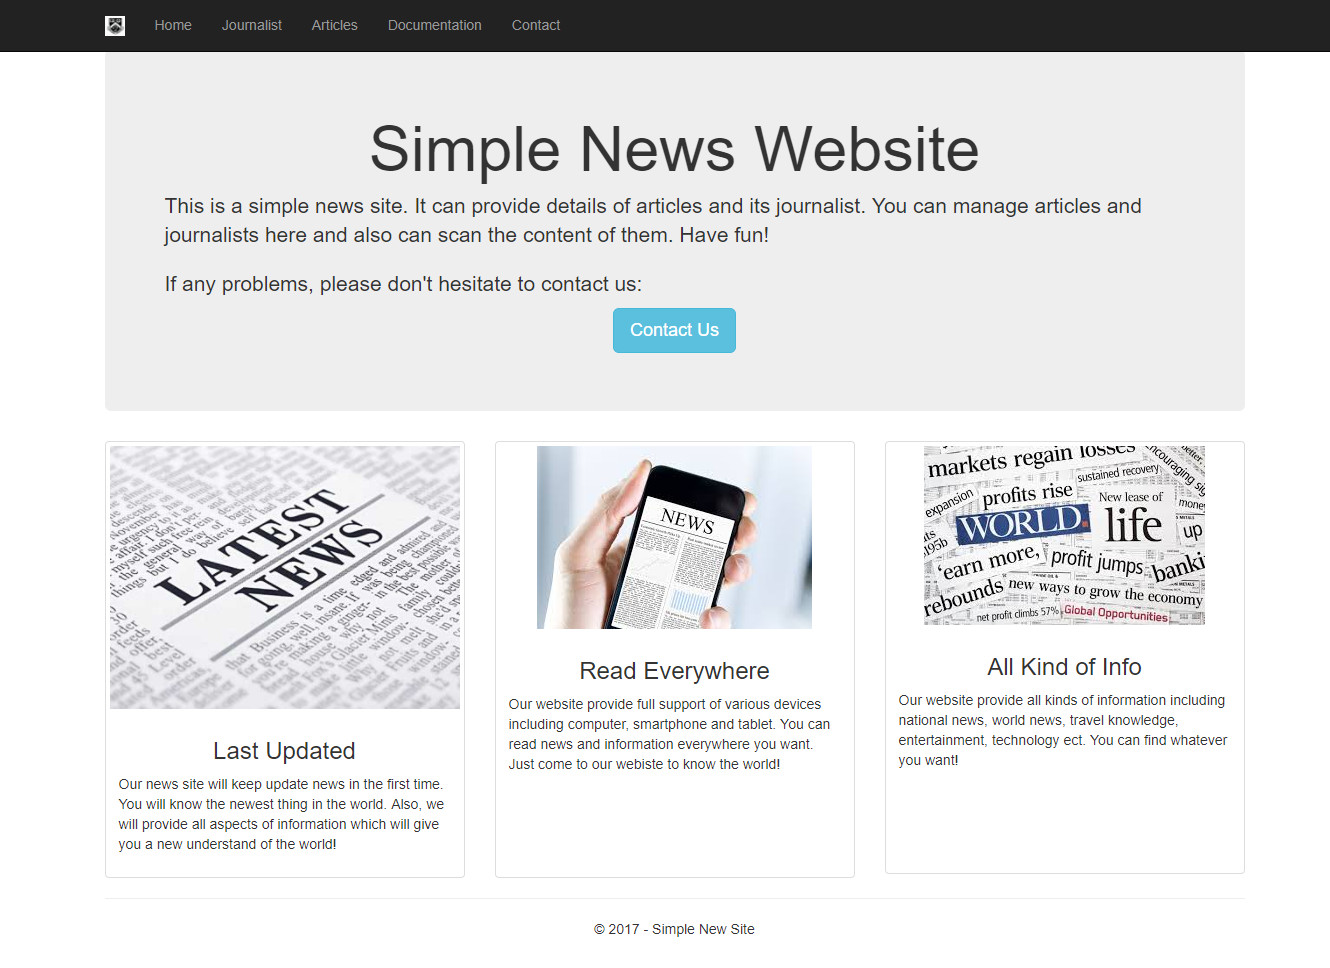 Home Journalist Articles Documentation Contact
Simple News Website
This is a simple news site. It can provide details of articles and its journalist. You can manage articles and
journalists here and also can scan the content of them. Have fun!
If any problems, please don't hesitate to contact us:
Contact Us
LATEST
NEWS
Last Updated
Our news site will keep update news in the first time.
You will know the newest thing in the world. Also, we
will provide all aspects of information which will give
you a new understand of the world!
NEWS
Read Everywhere
Our website provide full support of various devices
including computer, smartphone and tablet. You can
read news and information everywhere you want.
Just come to our webiste to know the world!
markets regain losses
sustained recovery
encouraging
expansion
profits rise
New lease of
life
money
WORLD.
up
'earn more,
profit jumps
rebounds
new ways to grow the economy
net profit climbs 57%
Global Opportunities
All Kind of Info
Our website provide all kinds of information including
national news, world news, travel knowledge,
entertainment, technology ect. You can find whatever
you want!
© 2017 - Simple New Site